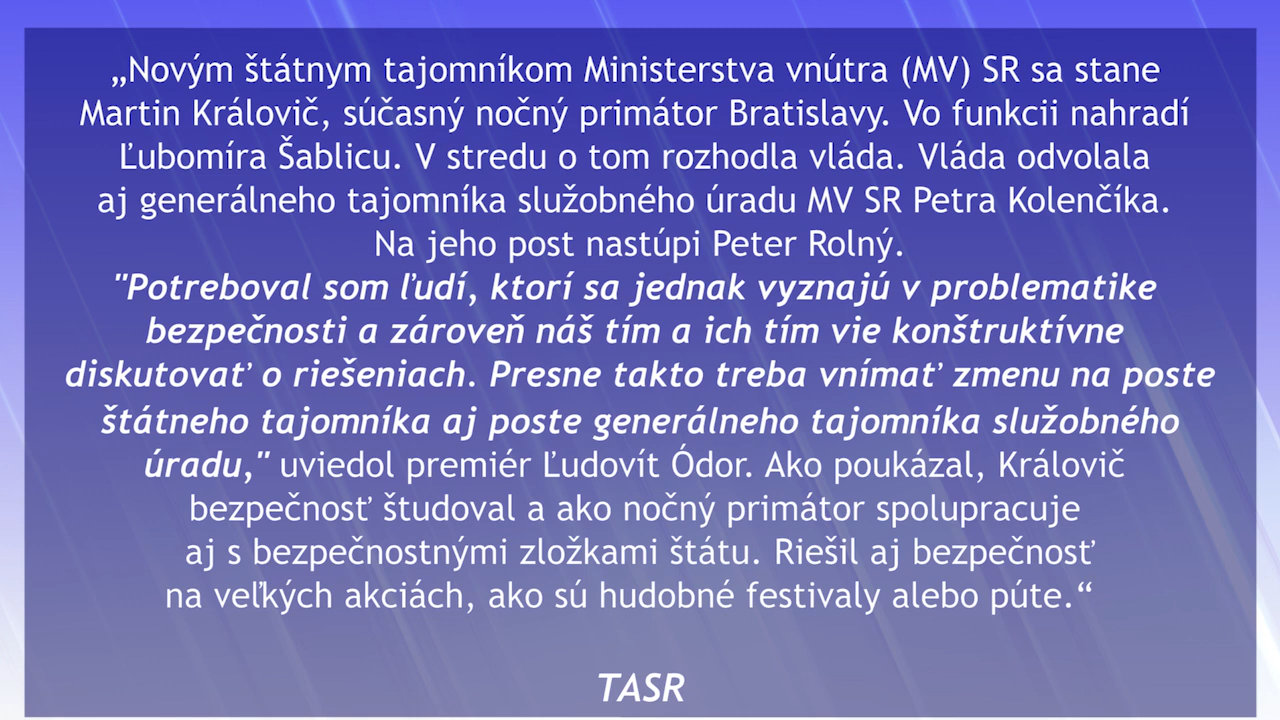 „Novým štátnym tajomníkom Ministerstva vnútra (MV) SR sa stane
Martin Královič, súčasný nočný primátor Bratislavy. Vo funkcii nahradí
Ľubomíra Šablicu. V stredu o tom rozhodla vláda. Vláda odvolala
aj generálneho tajomníka služobného úradu MV SR Petra Kolenčíka.
Na jeho post nastúpi Peter Rolný.
"Potreboval som ľudí, ktorí sa jednak vyznajú v problematike
bezpečnosti a zároveň náš tím a ich tím vie konštruktívne
diskutovať o riešeniach. Presne takto treba vnímať zmenu na poste
štátneho tajomníka aj poste generálneho tajomníka služobného
úradu," uviedol premiér Ľudovít Ódor. Ako poukázal, Královič
bezpečnosť študoval a ako nočný primátor spolupracuje
aj s bezpečnostnými zložkami štátu. Riešil aj bezpečnosť
na veľkých akciách, ako sú hudobné festivaly alebo púte.“
TASR